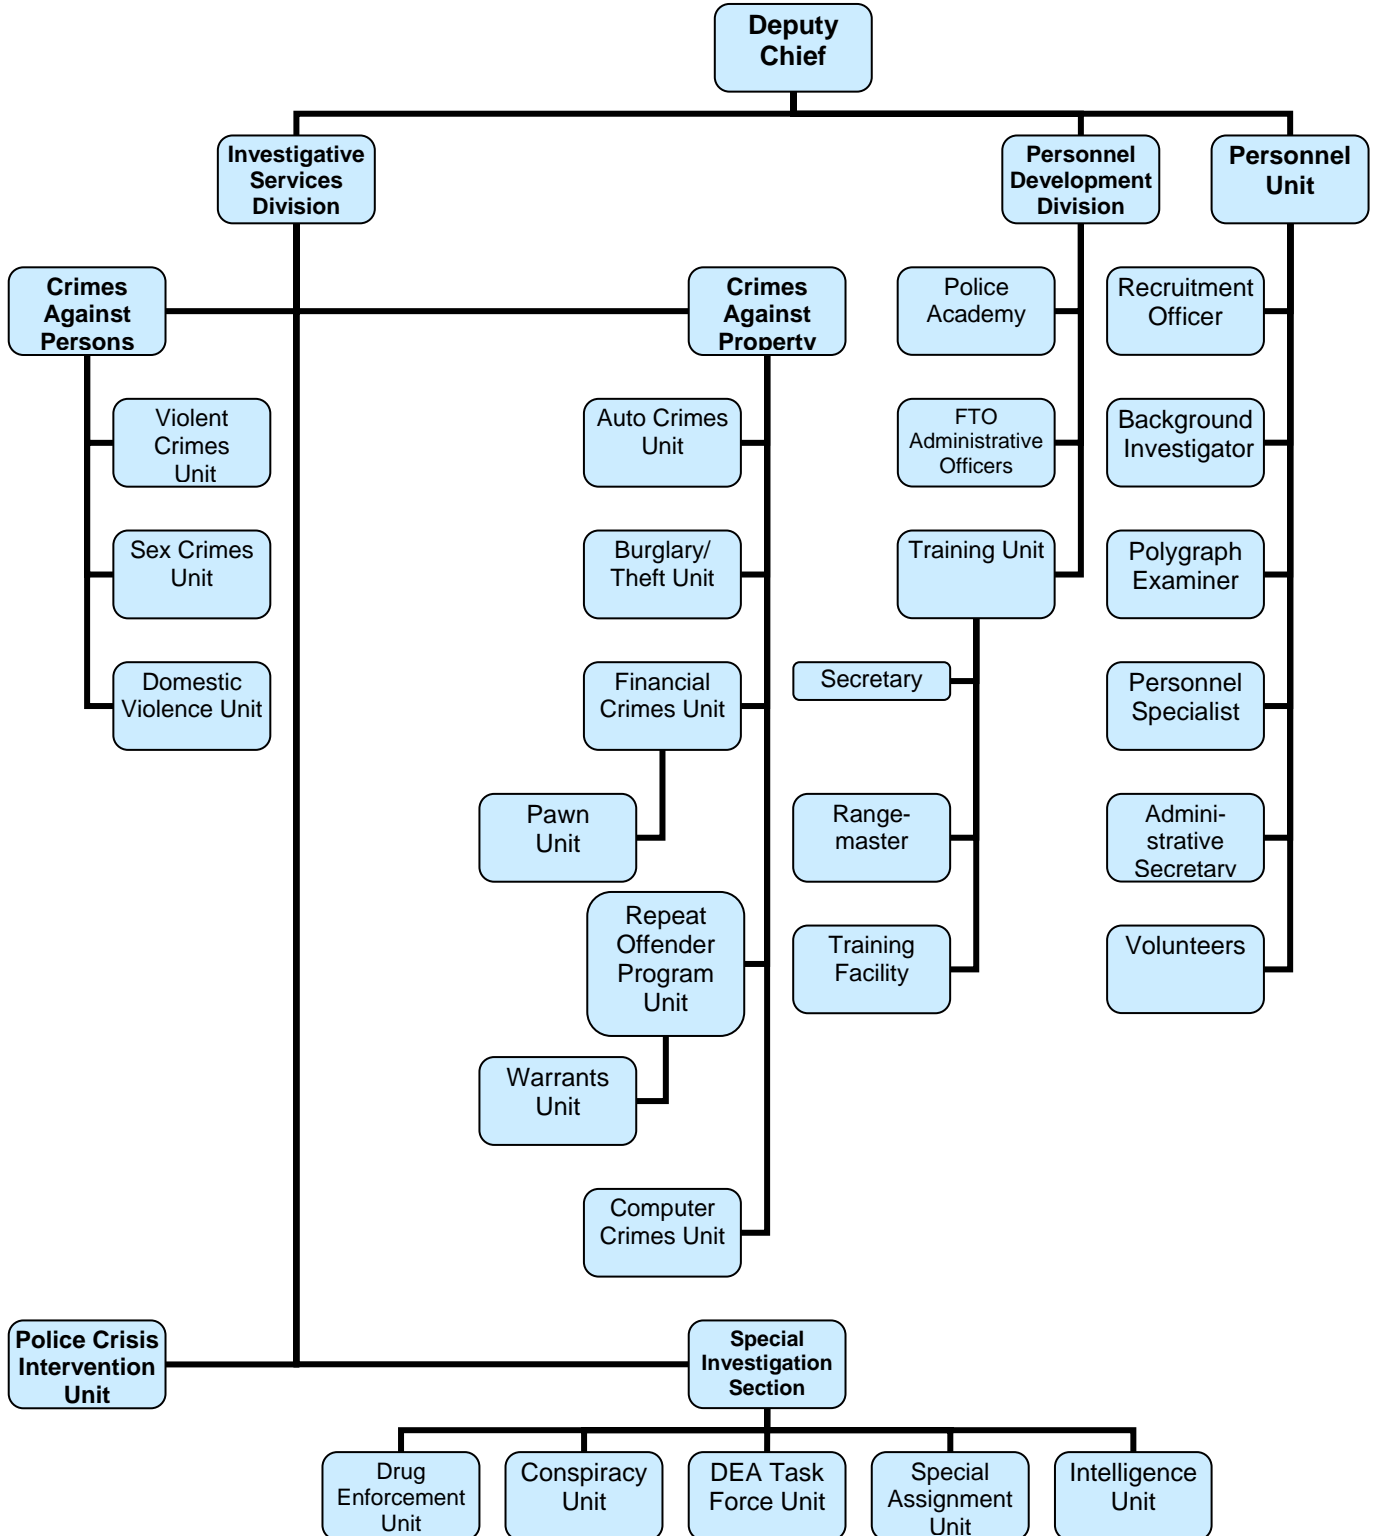 Deputy
Chief
Investigative
Services
Division
Personnel
Development
Division
Personnel
Unit
Crimes
Against
Persons
Crimes
Against
Property
Police
Academy
Recruitment
Officer
Violent
Crimes
Unit
Auto Crimes
Unit
FTO
Administrative
Officers
Background
Investigator
Sex Crimes
Unit
Burglary/
Theft Unit
Training Unit
Polygraph
Examiner
Domestic
Violence Unit
Financial
Crimes Unit
Secretary
Personnel
Specialist
Pawn
Unit
Range-
master
Admini-
strative
Secretary
Repeat
Offender
Program
Unit
Training
Facility
Volunteers
Warrants
Unit
Computer
Crimes Unit
Police Crisis
Intervention
Unit
Special
Investigation
Section
Drug
Enforcement
Unit
Conspiracy
Unit
DEA Task
Force Unit
Special
Assignment
Unit
Intelligence
Unit